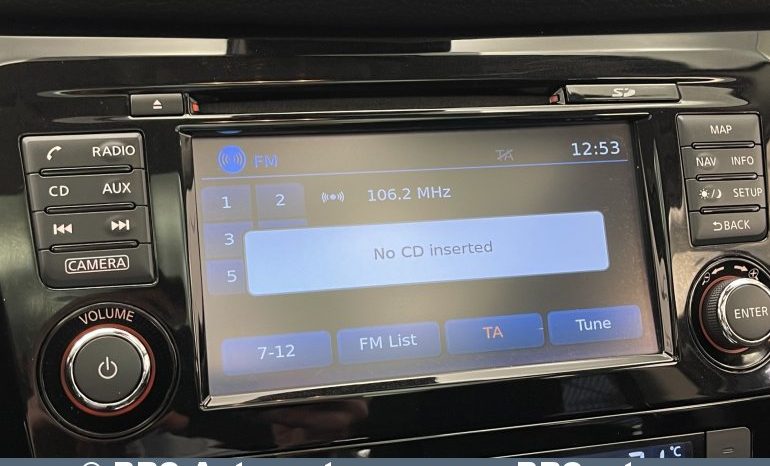 SD
RADIO
CD AUX
CAMERA
VOLUME
FM TA 12:53
1 2 106.2 MHz
3
No CD inserted
5
7-12 FM List TA Tune
MAP
NAV INFO
SETUP
BACK
ENTER
°C